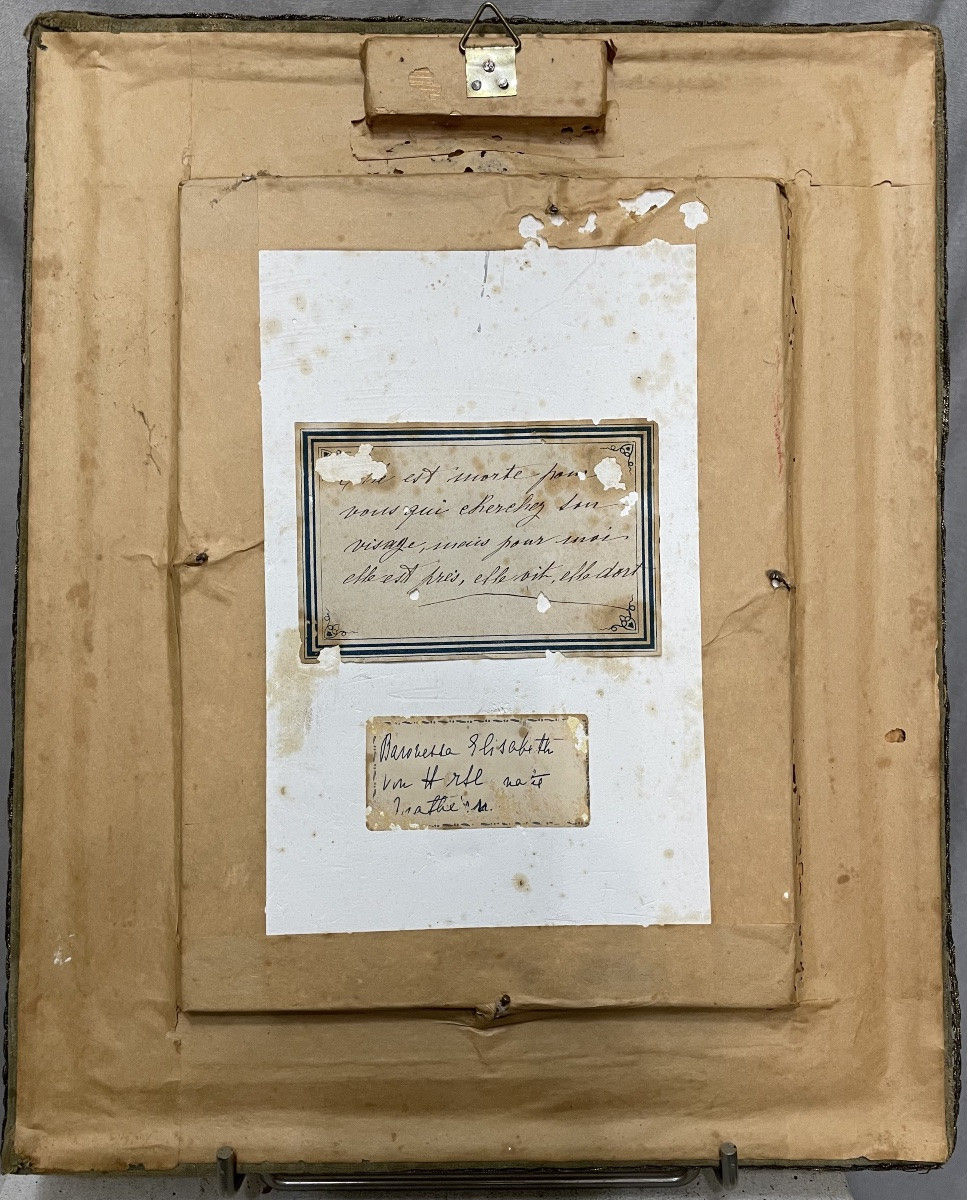 est morte pour
vous qui cherchez son
visage, mais pour moi
elle est près, elle vit, elle dort
Baronessa Elisabeth
von